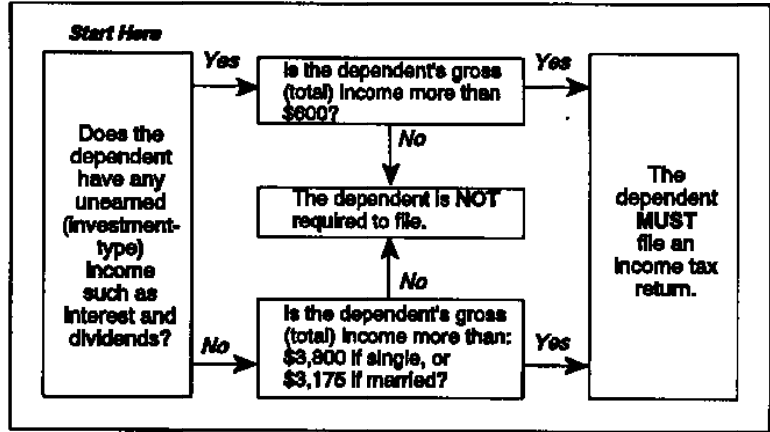 Start Here
Does the
dependent
have any
unearned
(investment-
type)
income
such as
interest and
dividends?
Yes
Is the dependent's gross
(total) income more than
$600?
Yes
No
The dependent is NOT
required to file.
No
No
Is the dependent's gross
(total) income more than:
$3,800 if single, or
$3,175 if married?
Yes
The
dependent
MUST
file an
income tax
return.